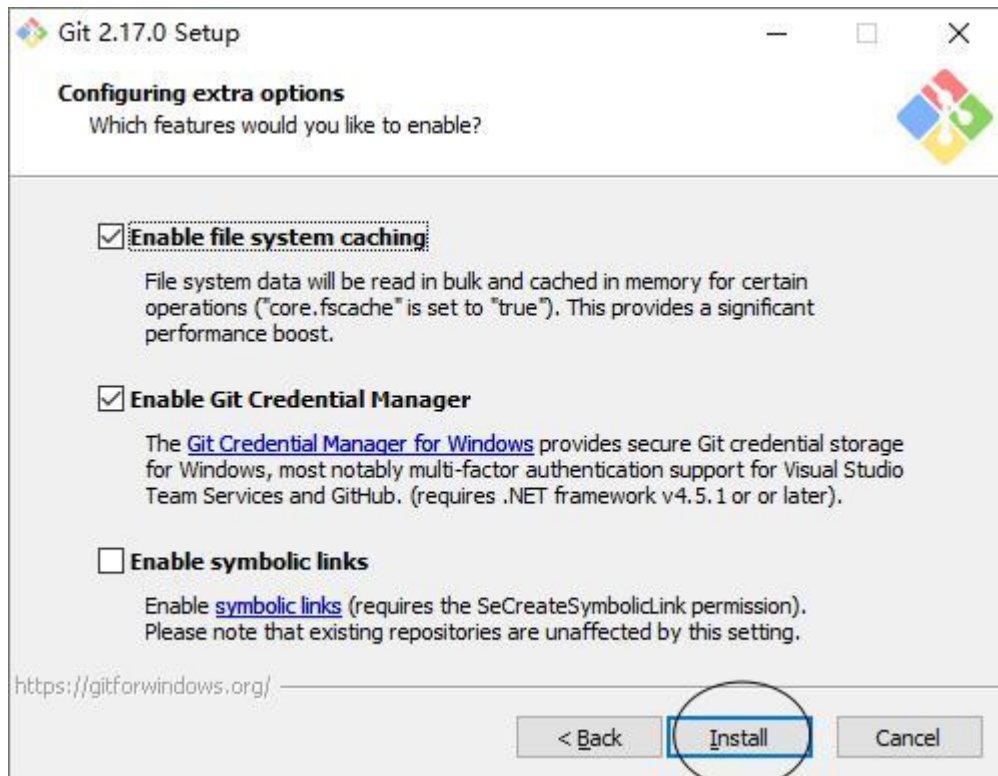 Git 2.17.0 Setup
Configuring extra options
Which features would you like to enable?
Enable file system caching
File system data will be read in bulk and cached in memory for certain
operations ("core.fscache" is set to "true"). This provides a significant
performance boost.
Enable Git Credential Manager
The Git Credential Manager for Windows provides secure Git credential storage
for Windows, most notably multi-factor authentication support for Visual Studio
Team Services and GitHub. (requires .NET framework v4.5.1 or or later).
Enable symbolic links
Enable symbolic links (requires the SeCreateSymbolicLink permission).
Please note that existing repositories are unaffected by this setting.
https://gitforwindows.org/
< Back Install Cancel